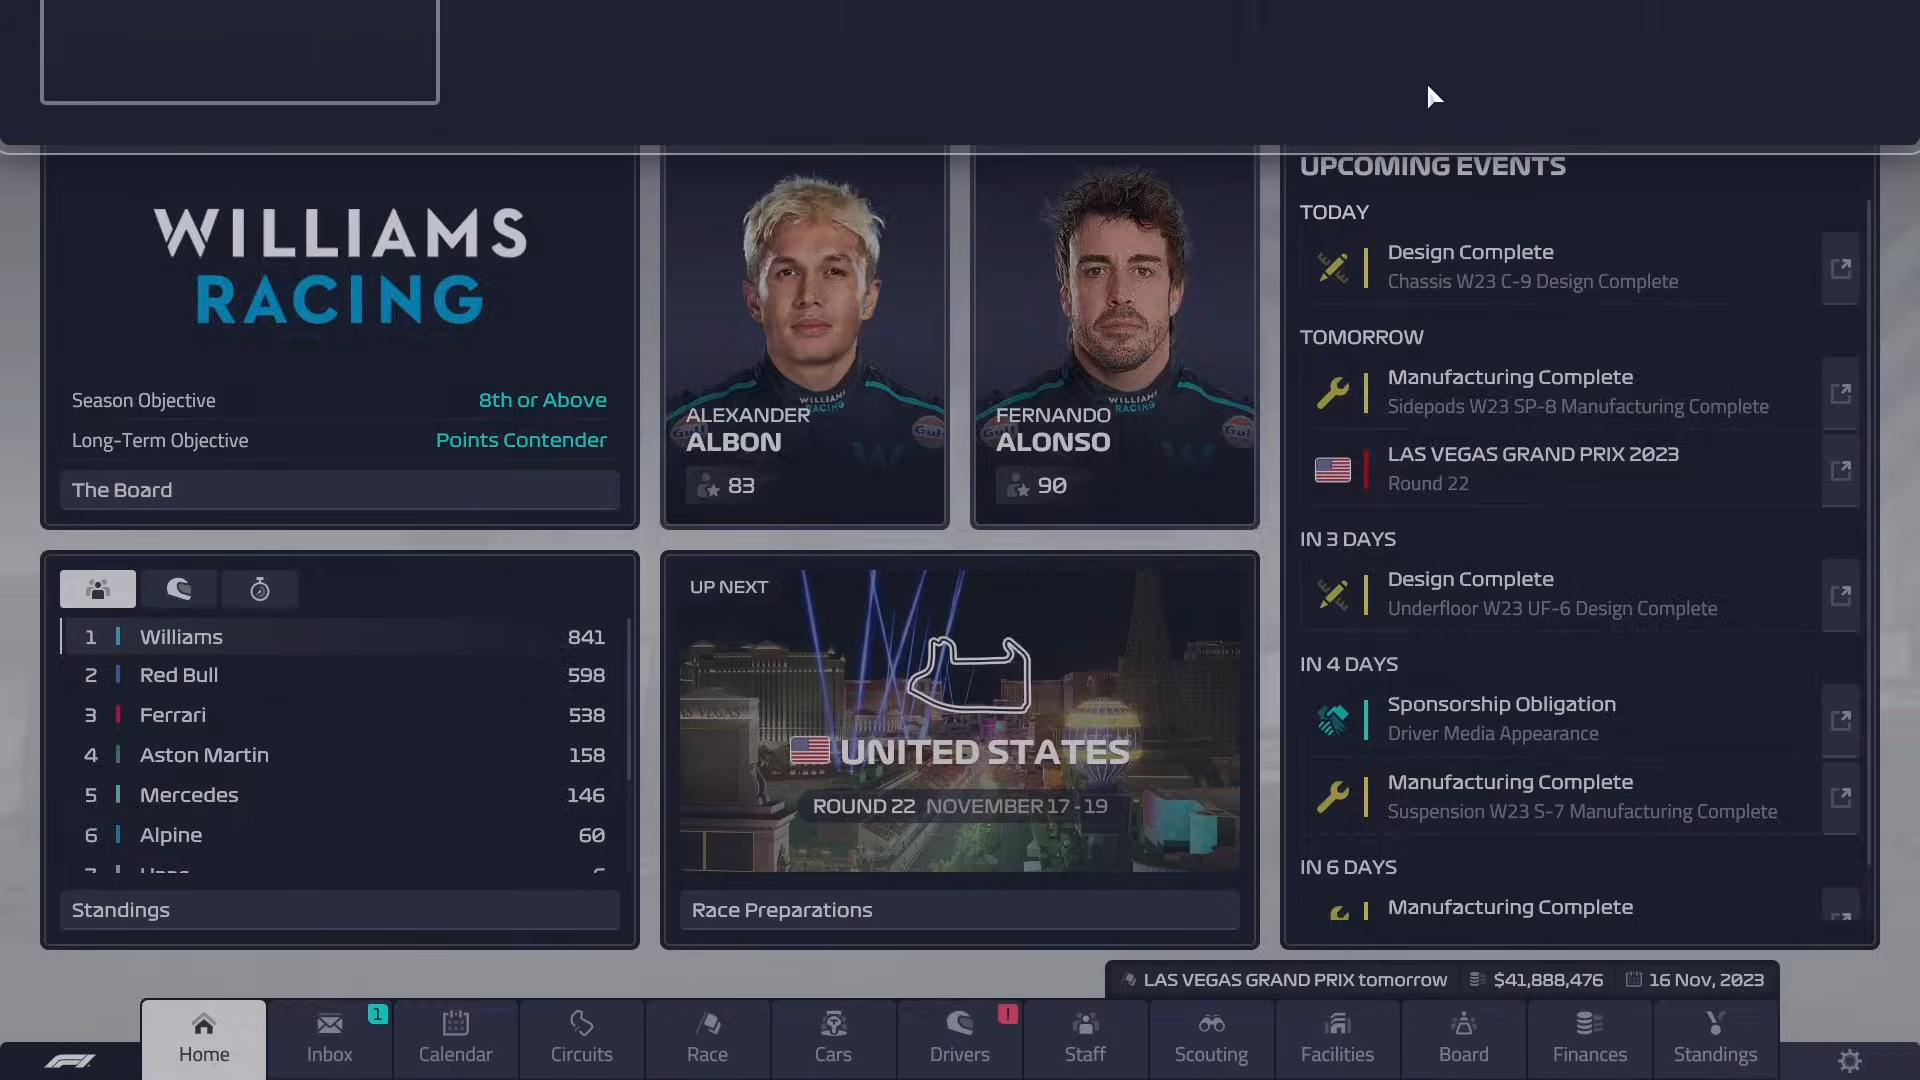 WILLIAMS
RACING
Season Objective 8th or Above
Long-Term Objective Points Contender
The Board
ALEXANDER
ALBON
83
FERNANDO
ALONSO
90
UPCOMING EVENTS
TODAY
Design Complete
Chassis W23 C-9 Design Complete
TOMORROW
Manufacturing Complete
Sidepods W23 SP-8 Manufacturing Complete
LAS VEGAS GRAND PRIX 2023
Round 22
IN 3 DAYS
Design Complete
Underfloor W23 UF-6 Design Complete
IN 4 DAYS
Sponsorship Obligation
Driver Media Appearance
Manufacturing Complete
Suspension W23 S-7 Manufacturing Complete
IN 6 DAYS
Manufacturing Complete
1 Williams 841
2 Red Bull 598
3 Ferrari 538
4 Aston Martin 158
5 Mercedes 146
6 Alpine 60
Standings
UP NEXT
UNITED STATES
ROUND 22 NOVEMBER 17 - 19
Race Preparations
LAS VEGAS GRAND PRIX tomorrow $41,888,476 16 Nov, 2023
Home
Inbox 1
Calendar
Circuits
Race
Cars
Drivers !
Staff
Scouting
Facilities
Board
Finances
Standings